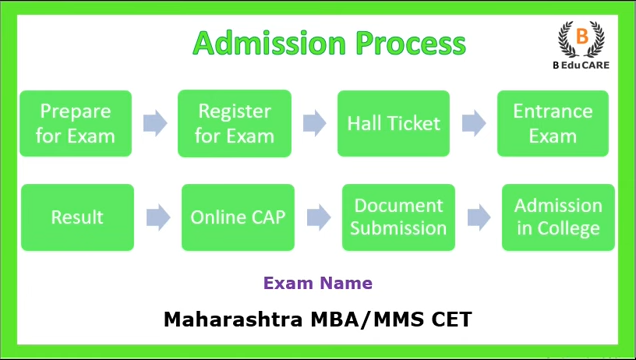 Admission Process
B
B EduCARE
Prepare
for Exam
Register
for Exam
Hall Ticket
Entrance
Exam
Result
Online CAP
Document
Submission
Admission
in College
Exam Name
Maharashtra MBA/MMS CET